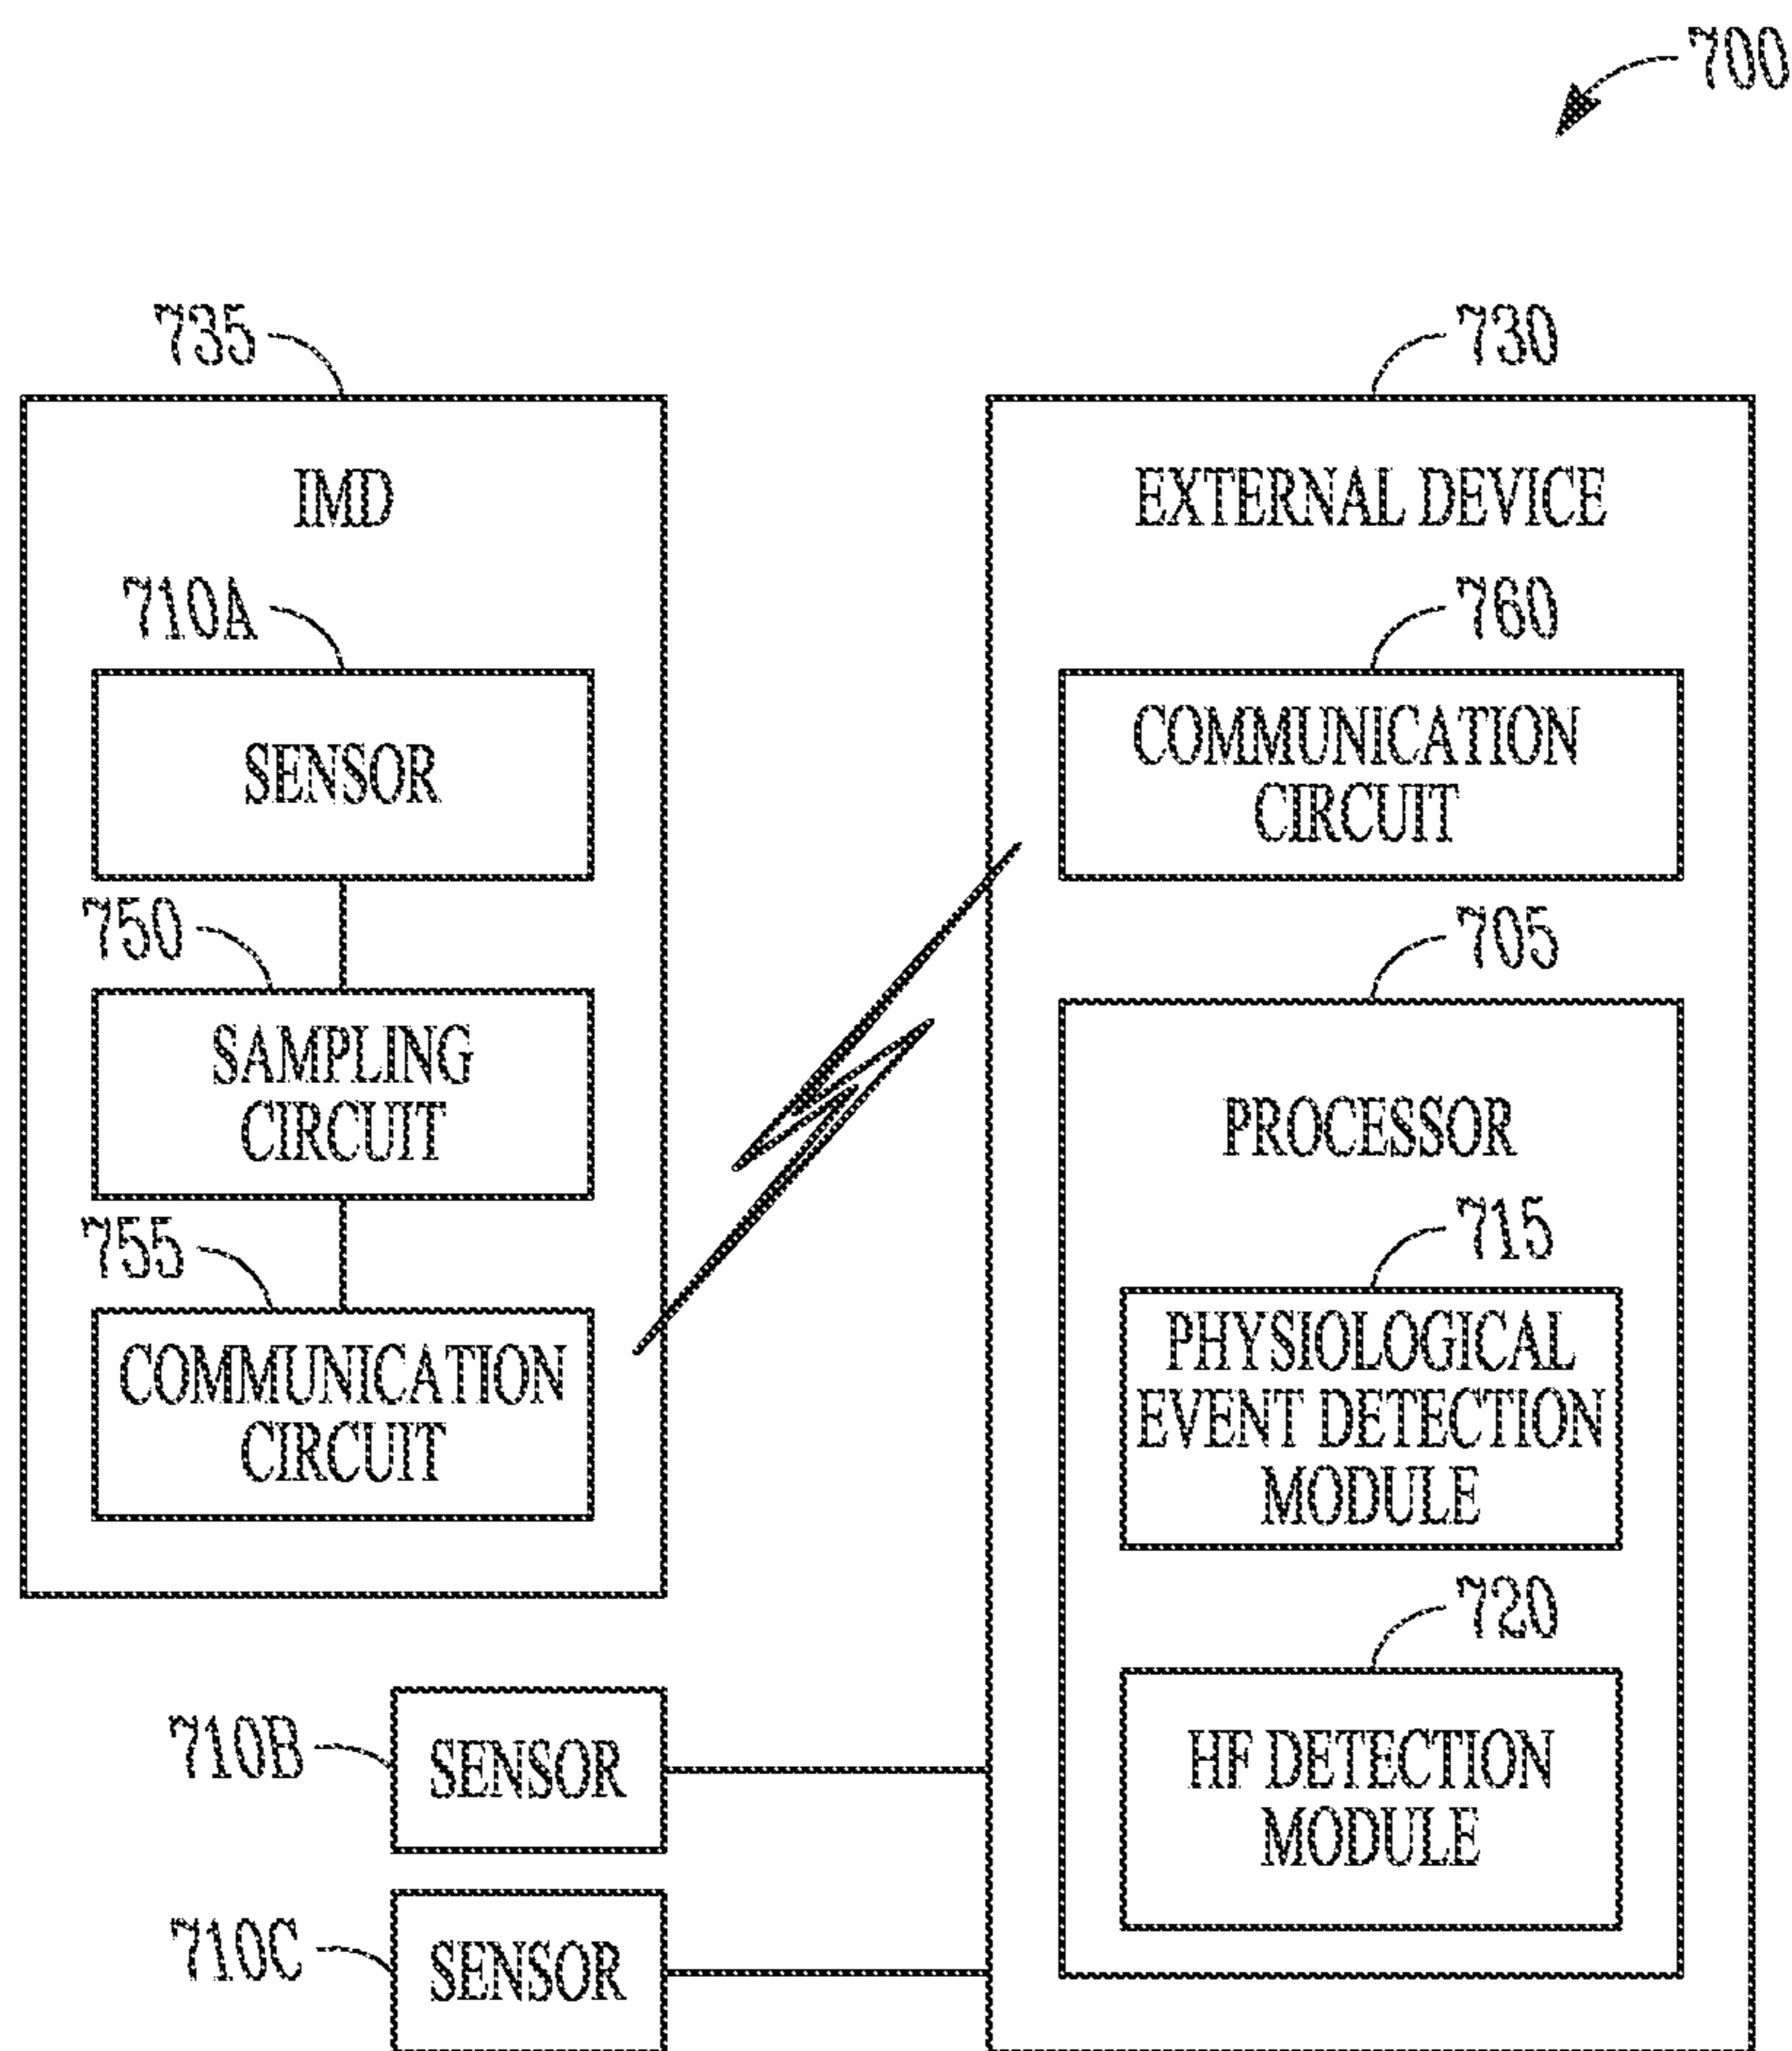 700
735
IMD
710A
SENSOR
750
SAMPLING
CIRCUIT
755
COMMUNICATION
CIRCUIT
730
EXTERNAL DEVICE
760
COMMUNICATION
CIRCUIT
705
PROCESSOR
715
PHYSIOLOGICAL
EVENT DETECTION
MODULE
720
HF DETECTION
MODULE
710B
SENSOR
710C
SENSOR